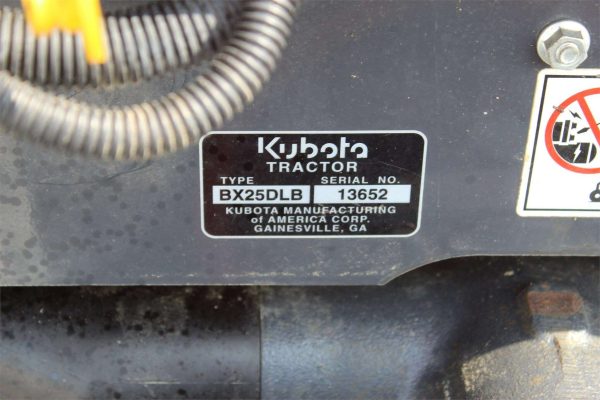 Kubota
TRACTOR
TYPE SERIAL NO.
BX25DLB 13652
KUBOTA MANUFACTURING
of AMERICA CORP.
GAINESVILLE, GA